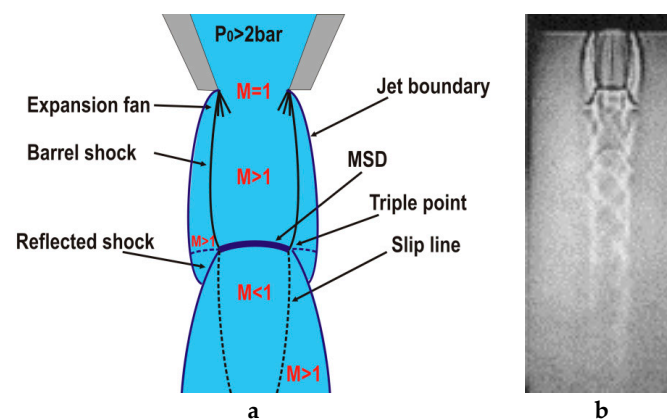 P₀>2bar
M=1
Expansion fan
Jet boundary
Barrel shock
M>1
MSD
Triple point
Reflected shock
M>1
Slip line
M<1
M>1
a
b